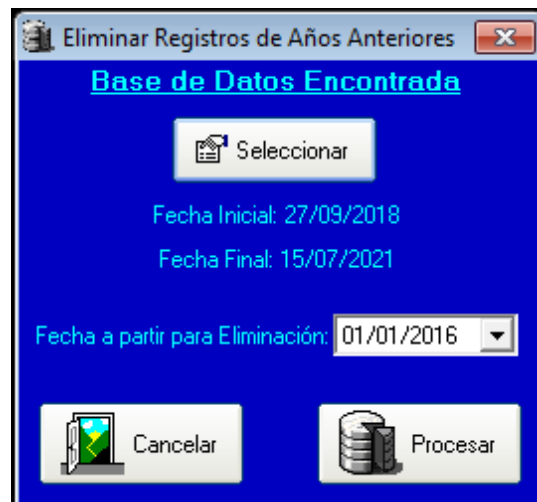 Eliminar Registros de Años Anteriores
Base de Datos Encontrada
Seleccionar
Fecha Inicial: 27/09/2018
Fecha Final: 15/07/2021
Fecha a partir para Eliminación: 01/01/2016
Cancelar
Procesar